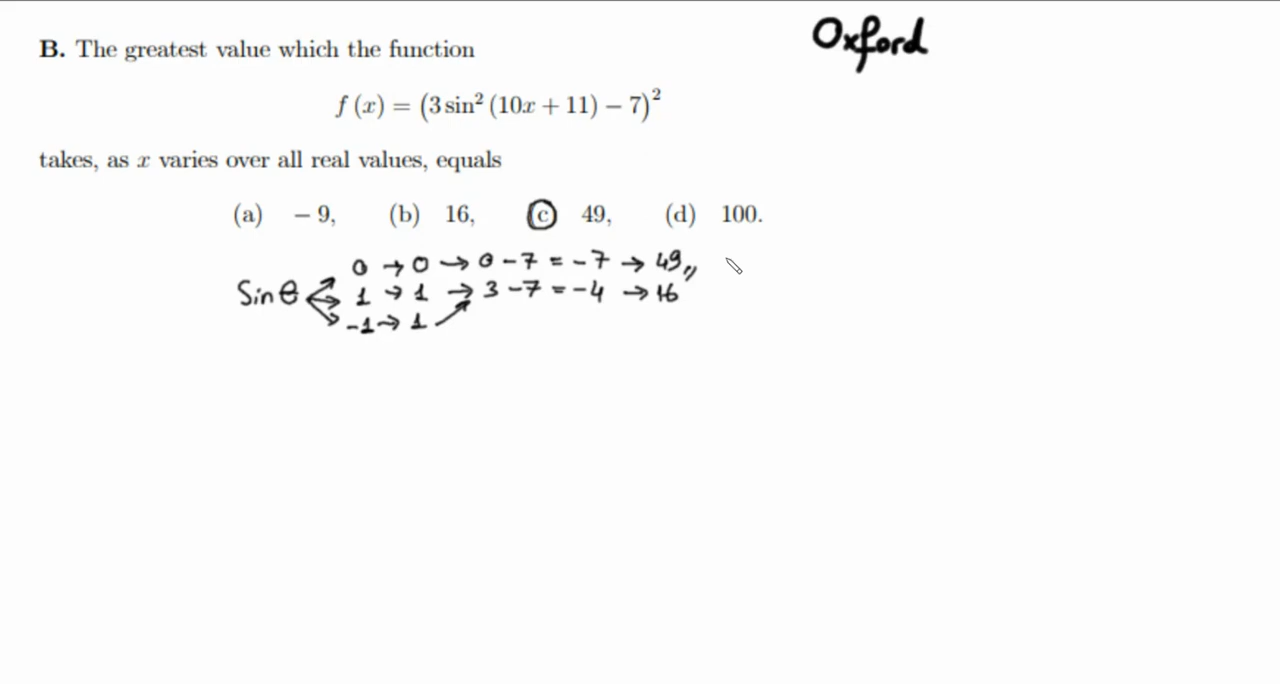 Oxford
B. The greatest value which the function
f (x) = (3 sin² (10x + 11) − 7)²
takes, as x varies over all real values, equals
(a) − 9, (b) 16, (c) 49, (d) 100.
0 → 0 → 0 − 7 = −7 → 49,,
Sin θ 1 → 1 → 3 − 7 = −4 → 16
−1 → 1